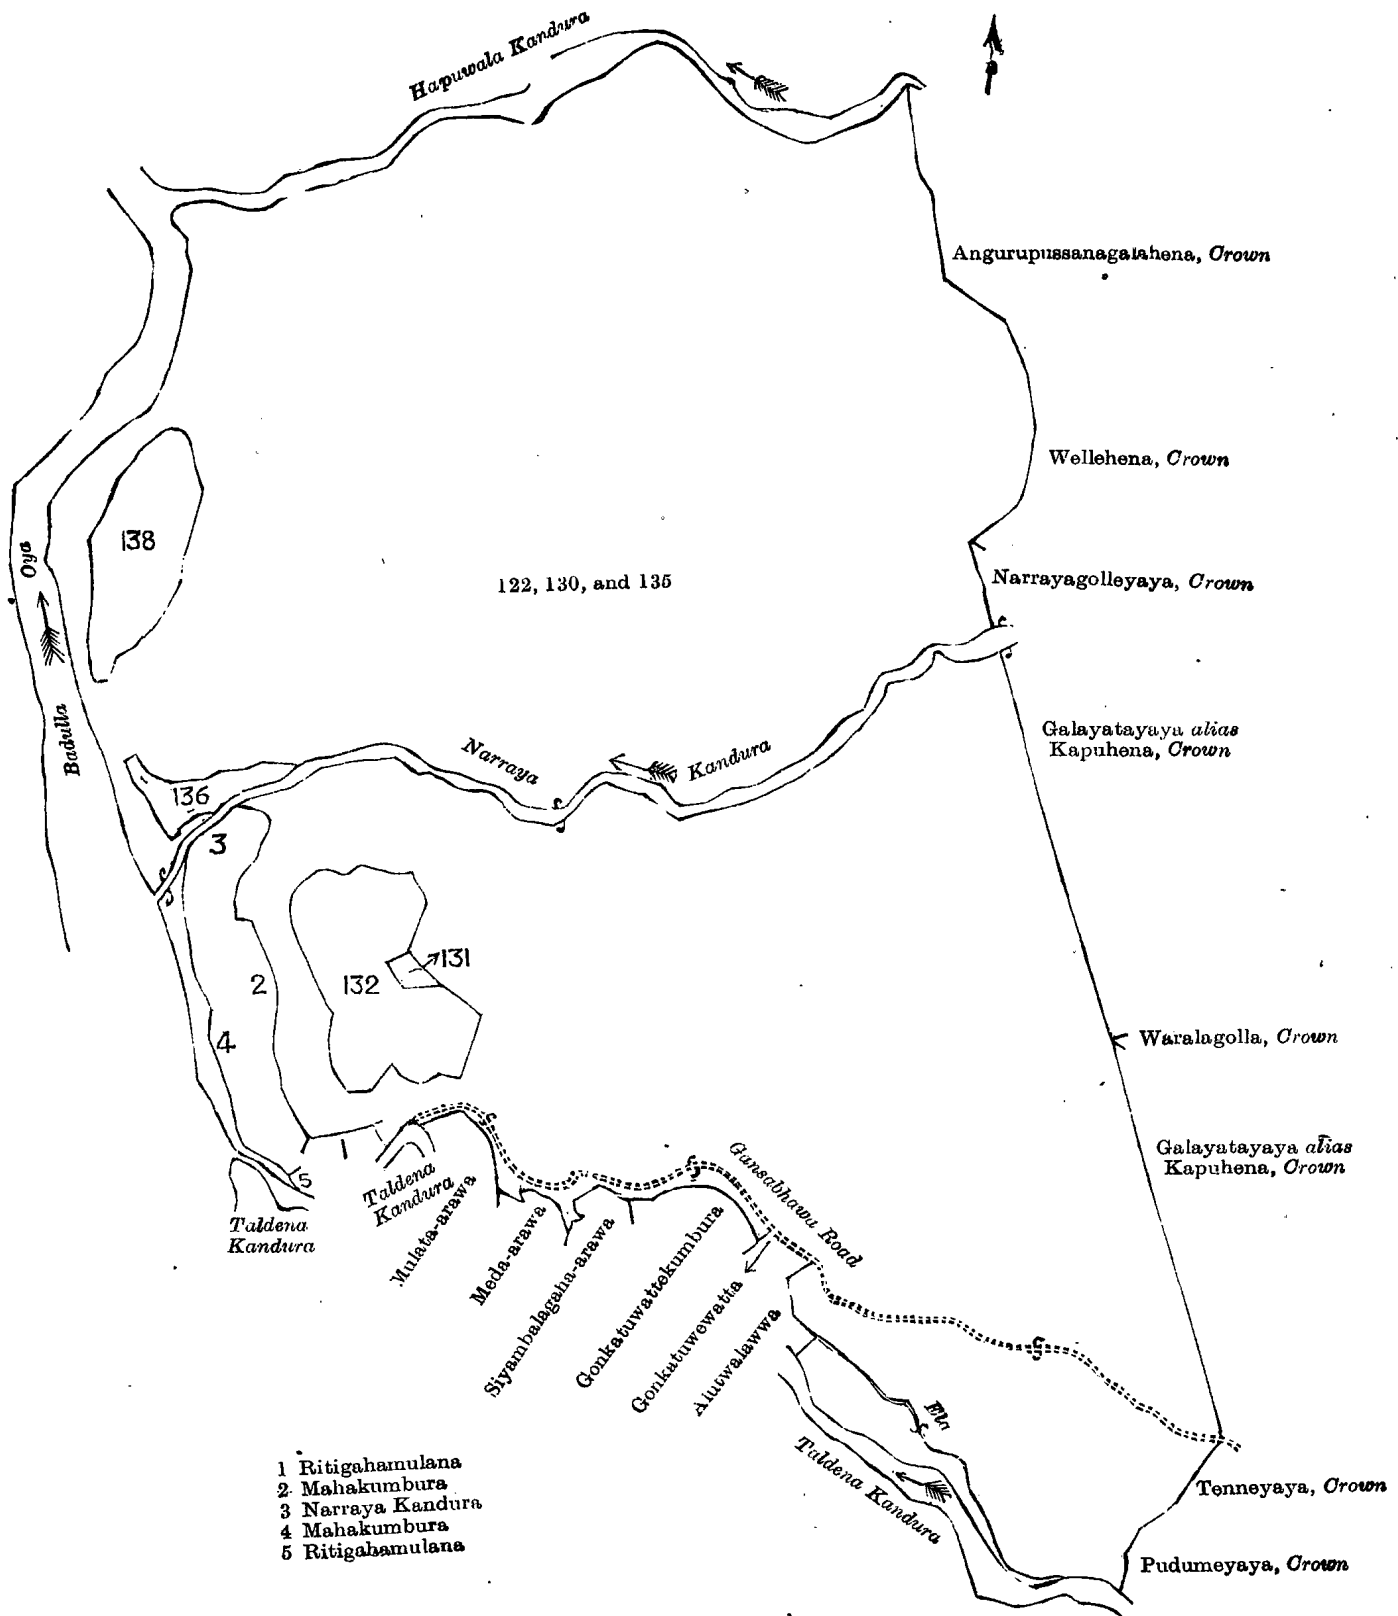 Hapuwala Kandura
Angurupussanagalahena, Crown
Wellehena, Crown
138
Oya
122, 130, and 135
Narrayagolleyaya, Crown
Badulla
Narraya
Kandura
Galayatayaya alias
Kapuhena, Crown
136
3
131
132
2
4
Waralagolla, Crown
Galayatayaya alias
Kapuhena, Crown
5
Taldena
Kandura
Taldena
Kandura
Mulata-arawa
Meda-arawa
Siyambalagaha-arawa
Gonkatuwattekumbura
Gonkatuwewatta
Alutwalawwa
Gansabhawa Road
Ela
Taldena Kandura
Tenneyaya, Crown
Pudumeyaya, Crown
1 Ritigahamulana
2 Mahakumbura
3 Narraya Kandura
4 Mahakumbura
5 Ritigahamulana